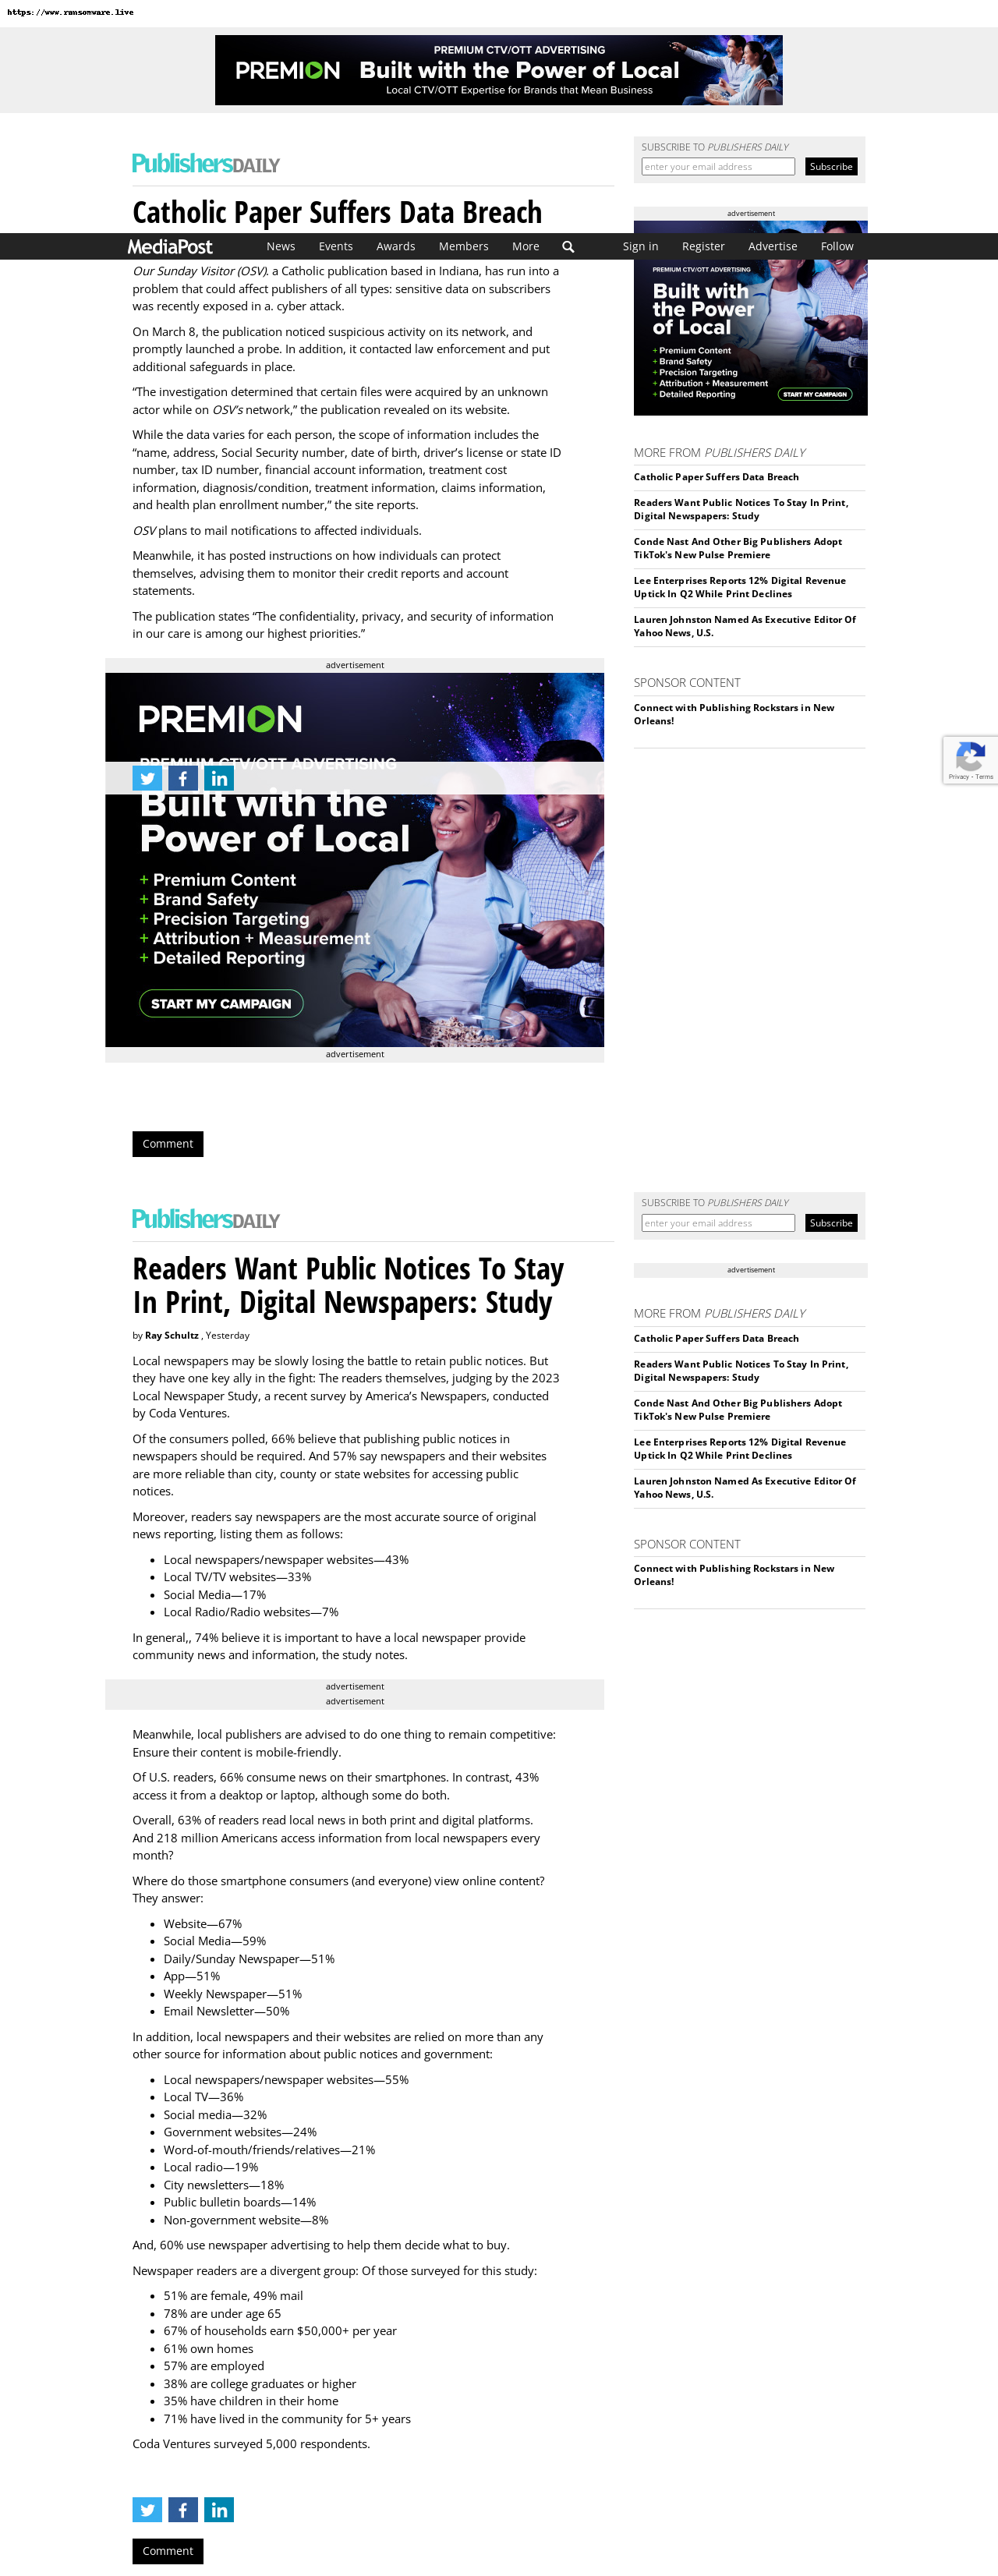 https://www.ransomware.live
PREMION
PREMIUM CTV/OTT ADVERTISING
Built with the Power of Local
Local CTV/OTT Expertise for Brands that Mean Business
PublishersDAILY
Catholic Paper Suffers Data Breach
SUBSCRIBE TO PUBLISHERS DAILY
enter your email address
Subscribe
advertisement
MediaPost
News
Events
Awards
Members
More
Sign in
Register
Advertise
Follow
Our Sunday Visitor (OSV). a Catholic publication based in Indiana, has run into a
problem that could affect publishers of all types: sensitive data on subscribers
was recently exposed in a. cyber attack.
On March 8, the publication noticed suspicious activity on its network, and
promptly launched a probe. In addition, it contacted law enforcement and put
additional safeguards in place.
“The investigation determined that certain files were acquired by an unknown
actor while on OSV’s network,” the publication revealed on its website.
While the data varies for each person, the scope of information includes the
“name, address, Social Security number, date of birth, driver’s license or state ID
number, tax ID number, financial account information, treatment cost
information, diagnosis/condition, treatment information, claims information,
and health plan enrollment number,” the site reports.
OSV plans to mail notifications to affected individuals.
Meanwhile, it has posted instructions on how individuals can protect
themselves, advising them to monitor their credit reports and account
statements.
The publication states “The confidentiality, privacy, and security of information
in our care is among our highest priorities.”
PREMIUM CTV/OTT ADVERTISING
Built with
the Power
of Local
+ Premium Content
+ Brand Safety
+ Precision Targeting
+ Attribution + Measurement
+ Detailed Reporting
START MY CAMPAIGN
MORE FROM PUBLISHERS DAILY
Catholic Paper Suffers Data Breach
Readers Want Public Notices To Stay In Print,
Digital Newspapers: Study
Conde Nast And Other Big Publishers Adopt
TikTok's New Pulse Premiere
Lee Enterprises Reports 12% Digital Revenue
Uptick In Q2 While Print Declines
Lauren Johnston Named As Executive Editor Of
Yahoo News, U.S.
SPONSOR CONTENT
Connect with Publishing Rockstars in New
Orleans!
Privacy - Terms
advertisement
PREMION
PREMIUM CTV/OTT ADVERTISING
Built with the
Power of Local
+ Premium Content
+ Brand Safety
+ Precision Targeting
+ Attribution + Measurement
+ Detailed Reporting
START MY CAMPAIGN
advertisement
Comment
PublishersDAILY
Readers Want Public Notices To Stay
In Print, Digital Newspapers: Study
by Ray Schultz , Yesterday
Local newspapers may be slowly losing the battle to retain public notices. But
they have one key ally in the fight: The readers themselves, judging by the 2023
Local Newspaper Study, a recent survey by America’s Newspapers, conducted
by Coda Ventures.
Of the consumers polled, 66% believe that publishing public notices in
newspapers should be required. And 57% say newspapers and their websites
are more reliable than city, county or state websites for accessing public
notices.
Moreover, readers say newspapers are the most accurate source of original
news reporting, listing them as follows:
• Local newspapers/newspaper websites—43%
• Local TV/TV websites—33%
• Social Media—17%
• Local Radio/Radio websites—7%
In general,, 74% believe it is important to have a local newspaper provide
community news and information, the study notes.
SUBSCRIBE TO PUBLISHERS DAILY
enter your email address
Subscribe
advertisement
MORE FROM PUBLISHERS DAILY
Catholic Paper Suffers Data Breach
Readers Want Public Notices To Stay In Print,
Digital Newspapers: Study
Conde Nast And Other Big Publishers Adopt
TikTok's New Pulse Premiere
Lee Enterprises Reports 12% Digital Revenue
Uptick In Q2 While Print Declines
Lauren Johnston Named As Executive Editor Of
Yahoo News, U.S.
SPONSOR CONTENT
Connect with Publishing Rockstars in New
Orleans!
advertisement
advertisement
Meanwhile, local publishers are advised to do one thing to remain competitive:
Ensure their content is mobile-friendly.
Of U.S. readers, 66% consume news on their smartphones. In contrast, 43%
access it from a deaktop or laptop, although some do both.
Overall, 63% of readers read local news in both print and digital platforms.
And 218 million Americans access information from local newspapers every
month?
Where do those smartphone consumers (and everyone) view online content?
They answer:
• Website—67%
• Social Media—59%
• Daily/Sunday Newspaper—51%
• App—51%
• Weekly Newspaper—51%
• Email Newsletter—50%
In addition, local newspapers and their websites are relied on more than any
other source for information about public notices and government:
• Local newspapers/newspaper websites—55%
• Local TV—36%
• Social media—32%
• Government websites—24%
• Word-of-mouth/friends/relatives—21%
• Local radio—19%
• City newsletters—18%
• Public bulletin boards—14%
• Non-government website—8%
And, 60% use newspaper advertising to help them decide what to buy.
Newspaper readers are a divergent group: Of those surveyed for this study:
• 51% are female, 49% mail
• 78% are under age 65
• 67% of households earn $50,000+ per year
• 61% own homes
• 57% are employed
• 38% are college graduates or higher
• 35% have children in their home
• 71% have lived in the community for 5+ years
Coda Ventures surveyed 5,000 respondents.
Comment